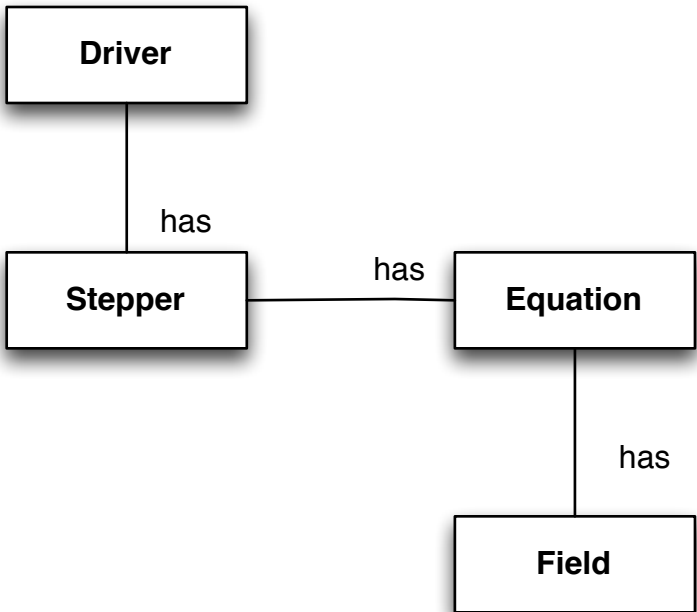 Driver
has
has
Stepper
Equation
has
Field